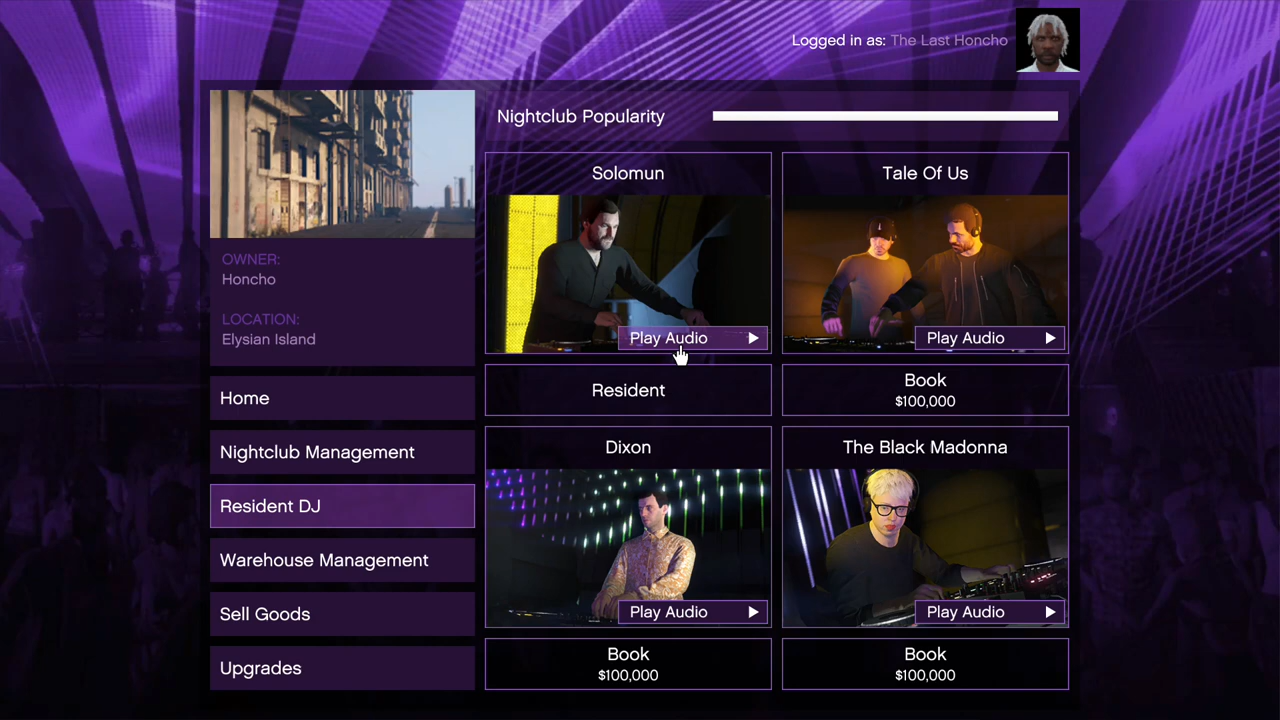 Logged in as: The Last Honcho
Nightclub Popularity
OWNER:
Honcho
LOCATION:
Elysian Island
Home
Nightclub Management
Resident DJ
Warehouse Management
Sell Goods
Upgrades
Solomun
Play Audio
Resident
Tale Of Us
Play Audio
Book
$100,000
Dixon
Play Audio
Book
$100,000
The Black Madonna
Play Audio
Book
$100,000